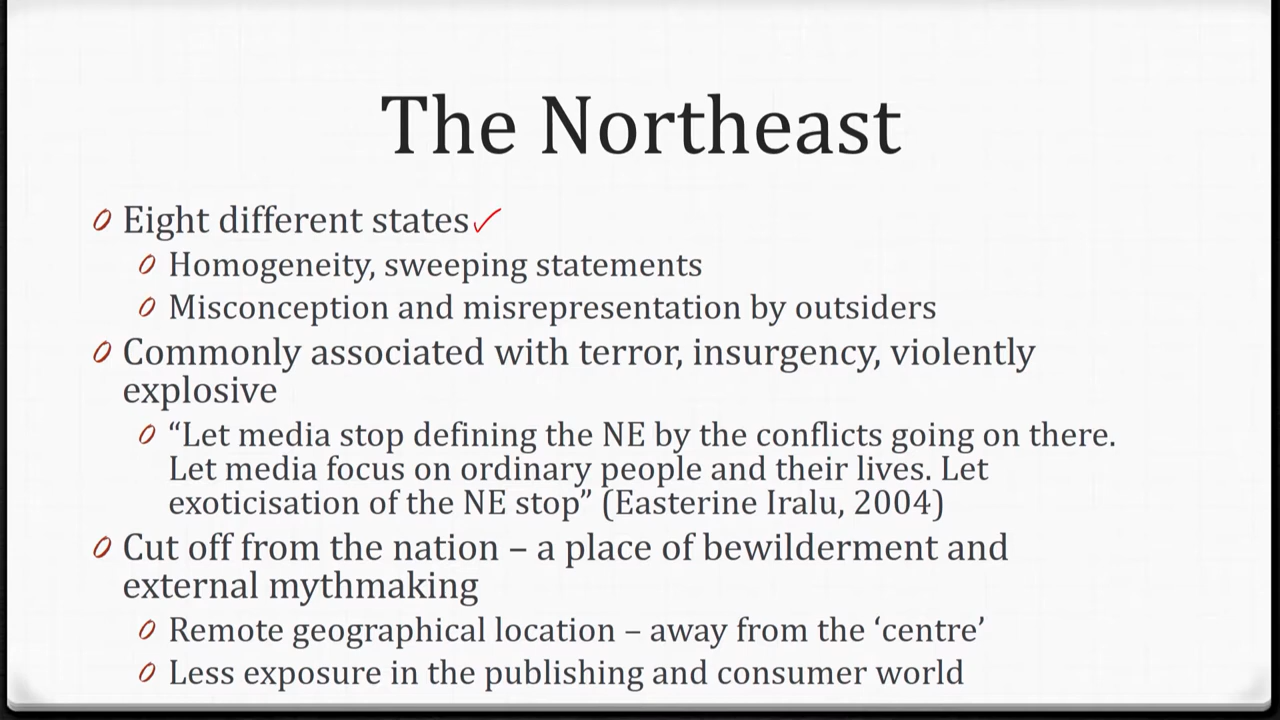 The Northeast
Eight different states✓
Homogeneity, sweeping statements
Misconception and misrepresentation by outsiders
Commonly associated with terror, insurgency, violently
explosive
“Let media stop defining the NE by the conflicts going on there.
Let media focus on ordinary people and their lives. Let
exoticisation of the NE stop” (Easterine Iralu, 2004)
Cut off from the nation – a place of bewilderment and
external mythmaking
Remote geographical location – away from the ‘centre’
Less exposure in the publishing and consumer world